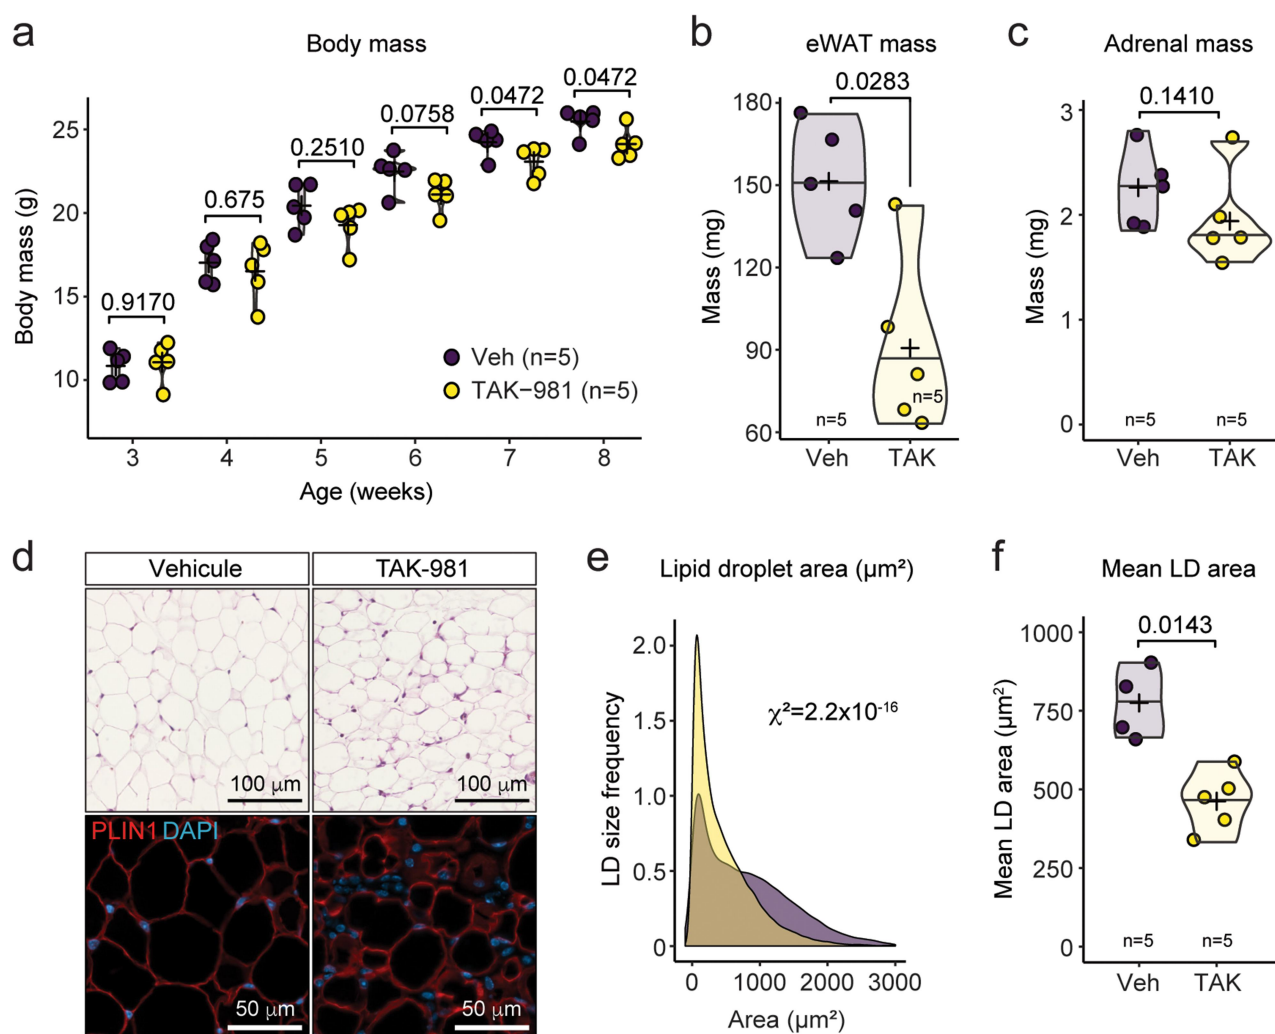 a
Body mass
Body mass (g)
25
20
15
10
0.9170
0.675
0.2510
0.0758
0.0472
0.0472
Veh (n=5)
TAK−981 (n=5)
3 4 5 6 7 8
Age (weeks)
b
eWAT mass
0.0283
Mass (mg)
180
150
120
90
60
n=5
n=5
Veh TAK
c
Adrenal mass
0.1410
Mass (mg)
3
2
1
0
n=5 n=5
Veh TAK
d
Vehicule TAK-981
100 µm 100 µm
PLIN1 DAPI
50 µm 50 µm
e
Lipid droplet area (µm²)
LD size frequency
2.0
1.5
1.0
0.5
0
χ²=2.2x10⁻¹⁶
0 1000 2000 3000
Area (µm²)
f
Mean LD area
0.0143
Mean LD area (µm²)
1000
750
500
250
0
n=5 n=5
Veh TAK